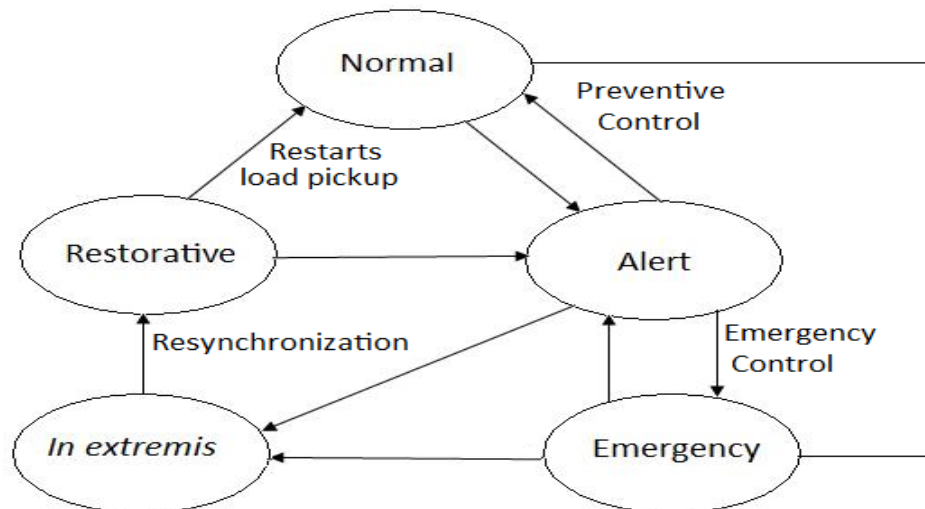 Normal
Preventive
Control
Restarts
load pickup
Restorative
Alert
Resynchronization
Emergency
Control
In extremis
Emergency